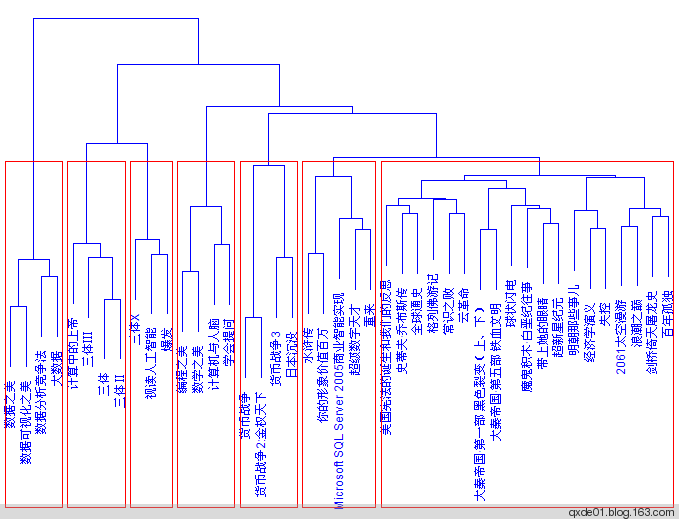 数据之美
数据可视化之美
数据分析竞争法
大数据
计算中的上帝
三体III
三体
三体 II
三体X
视读人工智能
爆发
编程之美
数学之美
计算机与人脑
学会提问
货币战争
货币战争2:金权天下
货币战争3
日本沉没
水浒传
你的形象价值百万
Microsoft SQL Server 2005商业智能实现
超级数字天才
重来
美国宪法的诞生和我们的反思
史蒂夫·乔布斯传
全球通史
格列佛游记
常识之败
云革命
大秦帝国 第一部 黑色裂变(上、下)
大秦帝国 第五部 铁血文明
球状闪电
魔鬼积木·白垩纪往事
带上她的眼睛
超新星纪元
明朝那些事儿
经济学演义
失控
2061太空漫游
浪潮之巅
剑桥倚天屠龙史
百年孤独
qxde01.blog.163.com